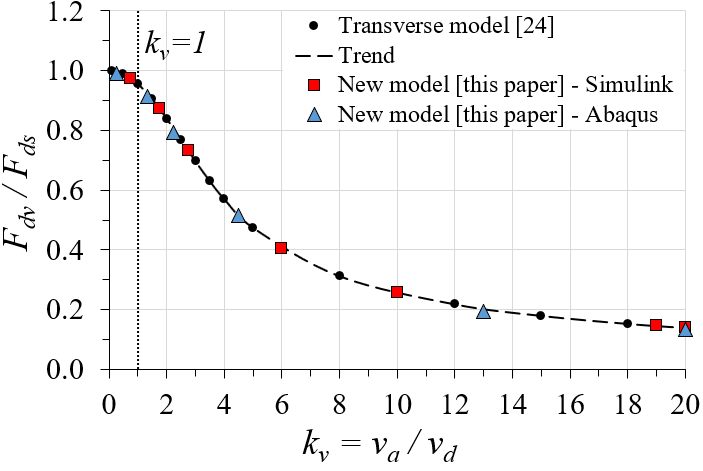 1.2
1.0
0.8
0.6
0.4
0.2
0.0
F_dv / F_ds
k_v=1
Transverse model [24]
Trend
New model [this paper] - Simulink
New model [this paper] - Abaqus
0 2 4 6 8 10 12 14 16 18 20
k_v = v_a / v_d